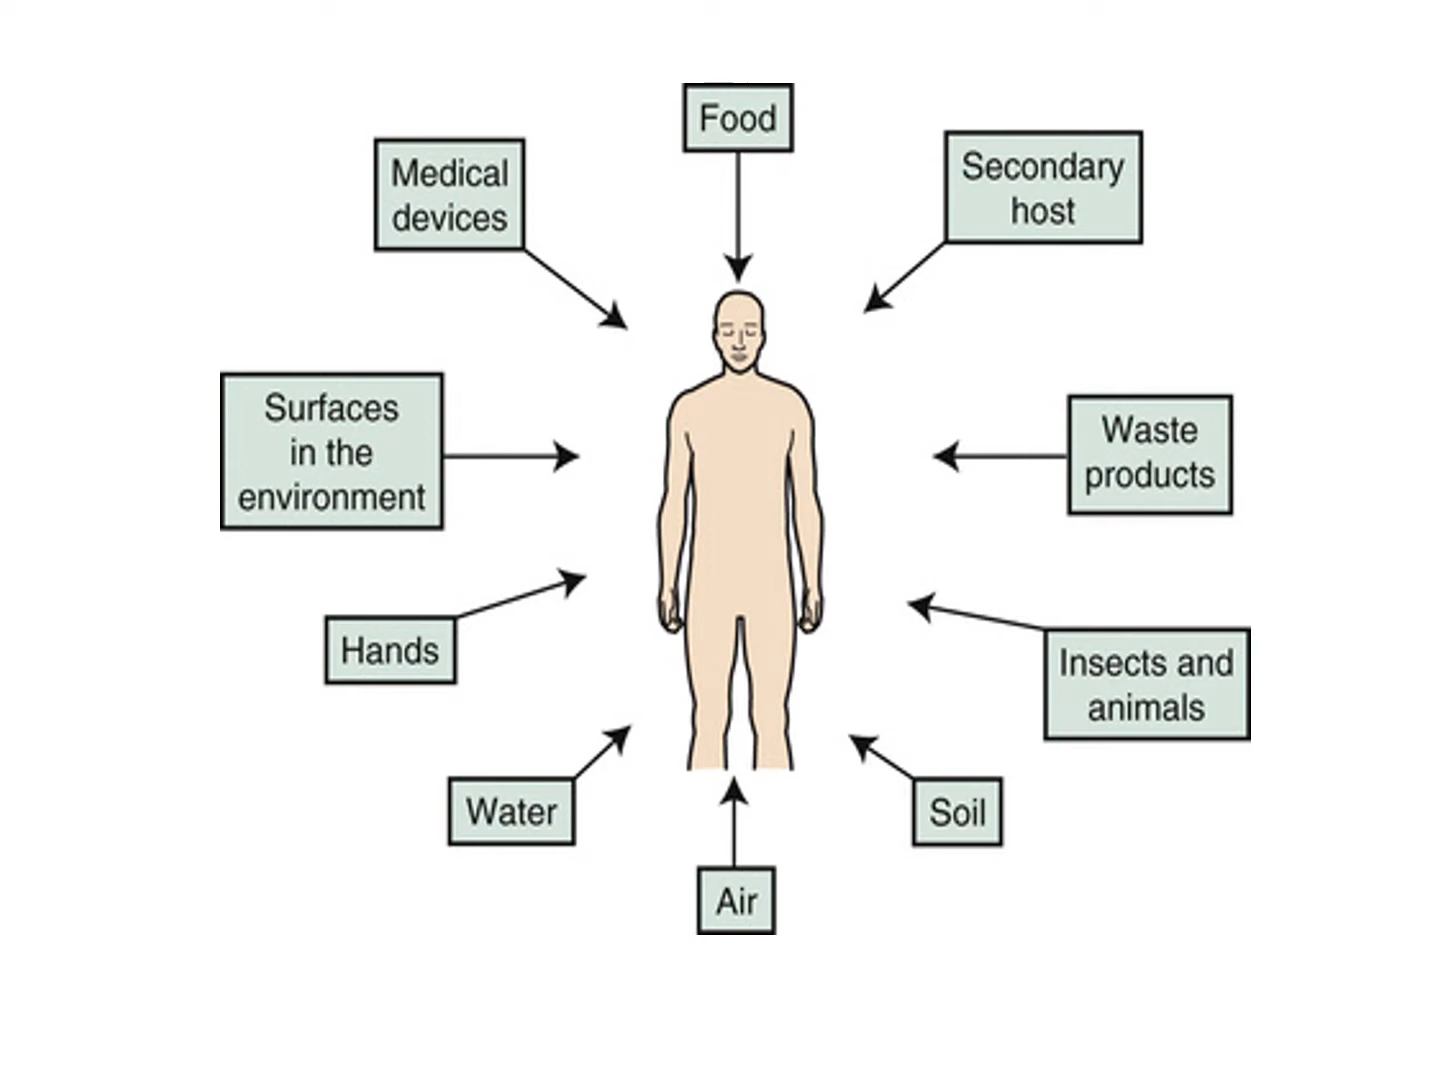 Food
Medical
devices
Secondary
host
Surfaces
in the
environment
Waste
products
Hands
Insects and
animals
Water
Soil
Air